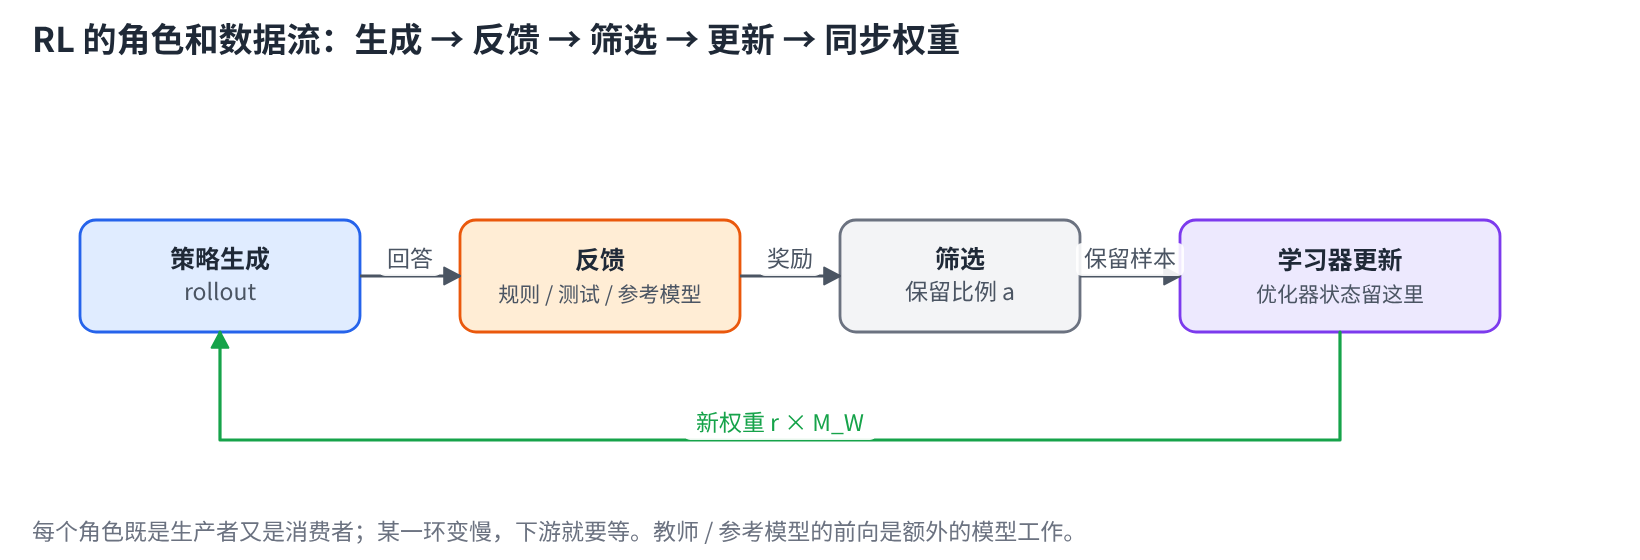 RL 的角色和数据流：生成 → 反馈 → 筛选 → 更新 → 同步权重
策略生成
rollout
回答
反馈
规则 / 测试 / 参考模型
奖励
筛选
保留比例 a
保留样本
学习器更新
优化器状态留这里
新权重 r × M_W
每个角色既是生产者又是消费者；某一环变慢，下游就要等。教师 / 参考模型的前向是额外的模型工作。